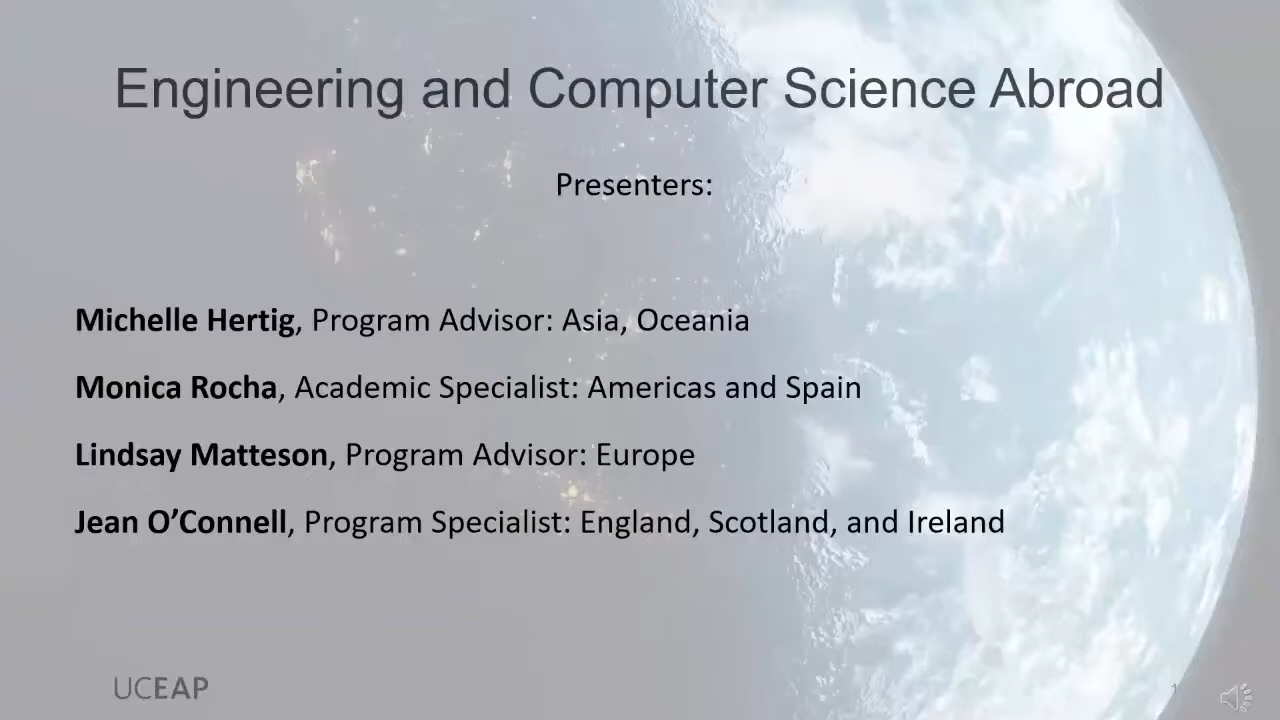 Engineering and Computer Science Abroad
Presenters:
Michelle Hertig, Program Advisor: Asia, Oceania
Monica Rocha, Academic Specialist: Americas and Spain
Lindsay Matteson, Program Advisor: Europe
Jean O’Connell, Program Specialist: England, Scotland, and Ireland
UCEAP
1